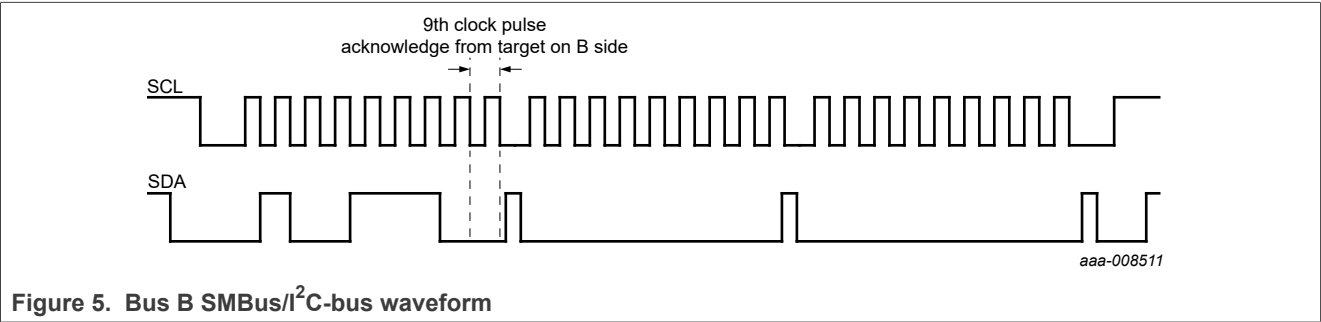 9th clock pulse
acknowledge from target on B side
SCL
SDA
aaa-008511
Figure 5. Bus B SMBus/I²C-bus waveform